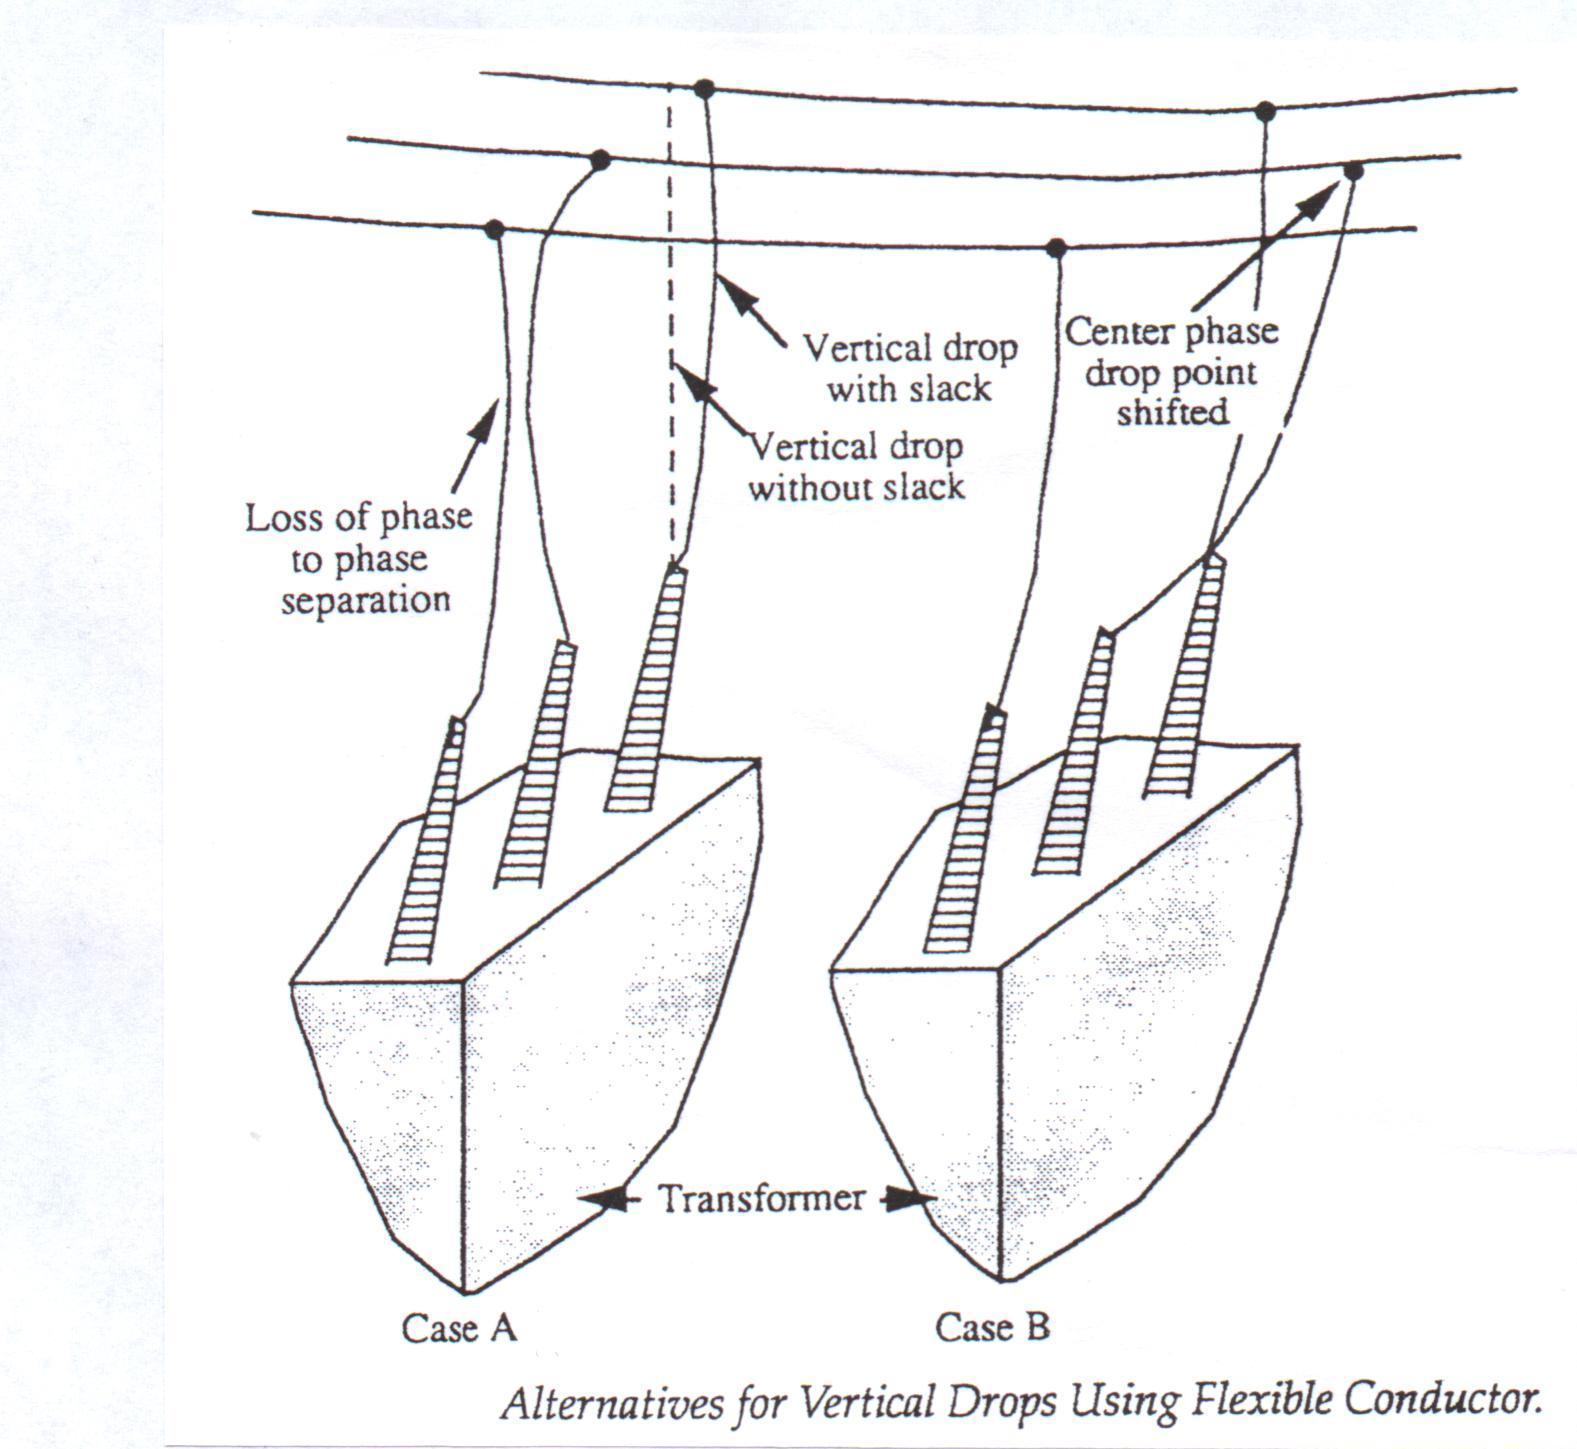 Vertical drop
with slack
Vertical drop
without slack
Center phase
drop point
shifted
Loss of phase
to phase
separation
Transformer
Case A
Case B
Alternatives for Vertical Drops Using Flexible Conductor.